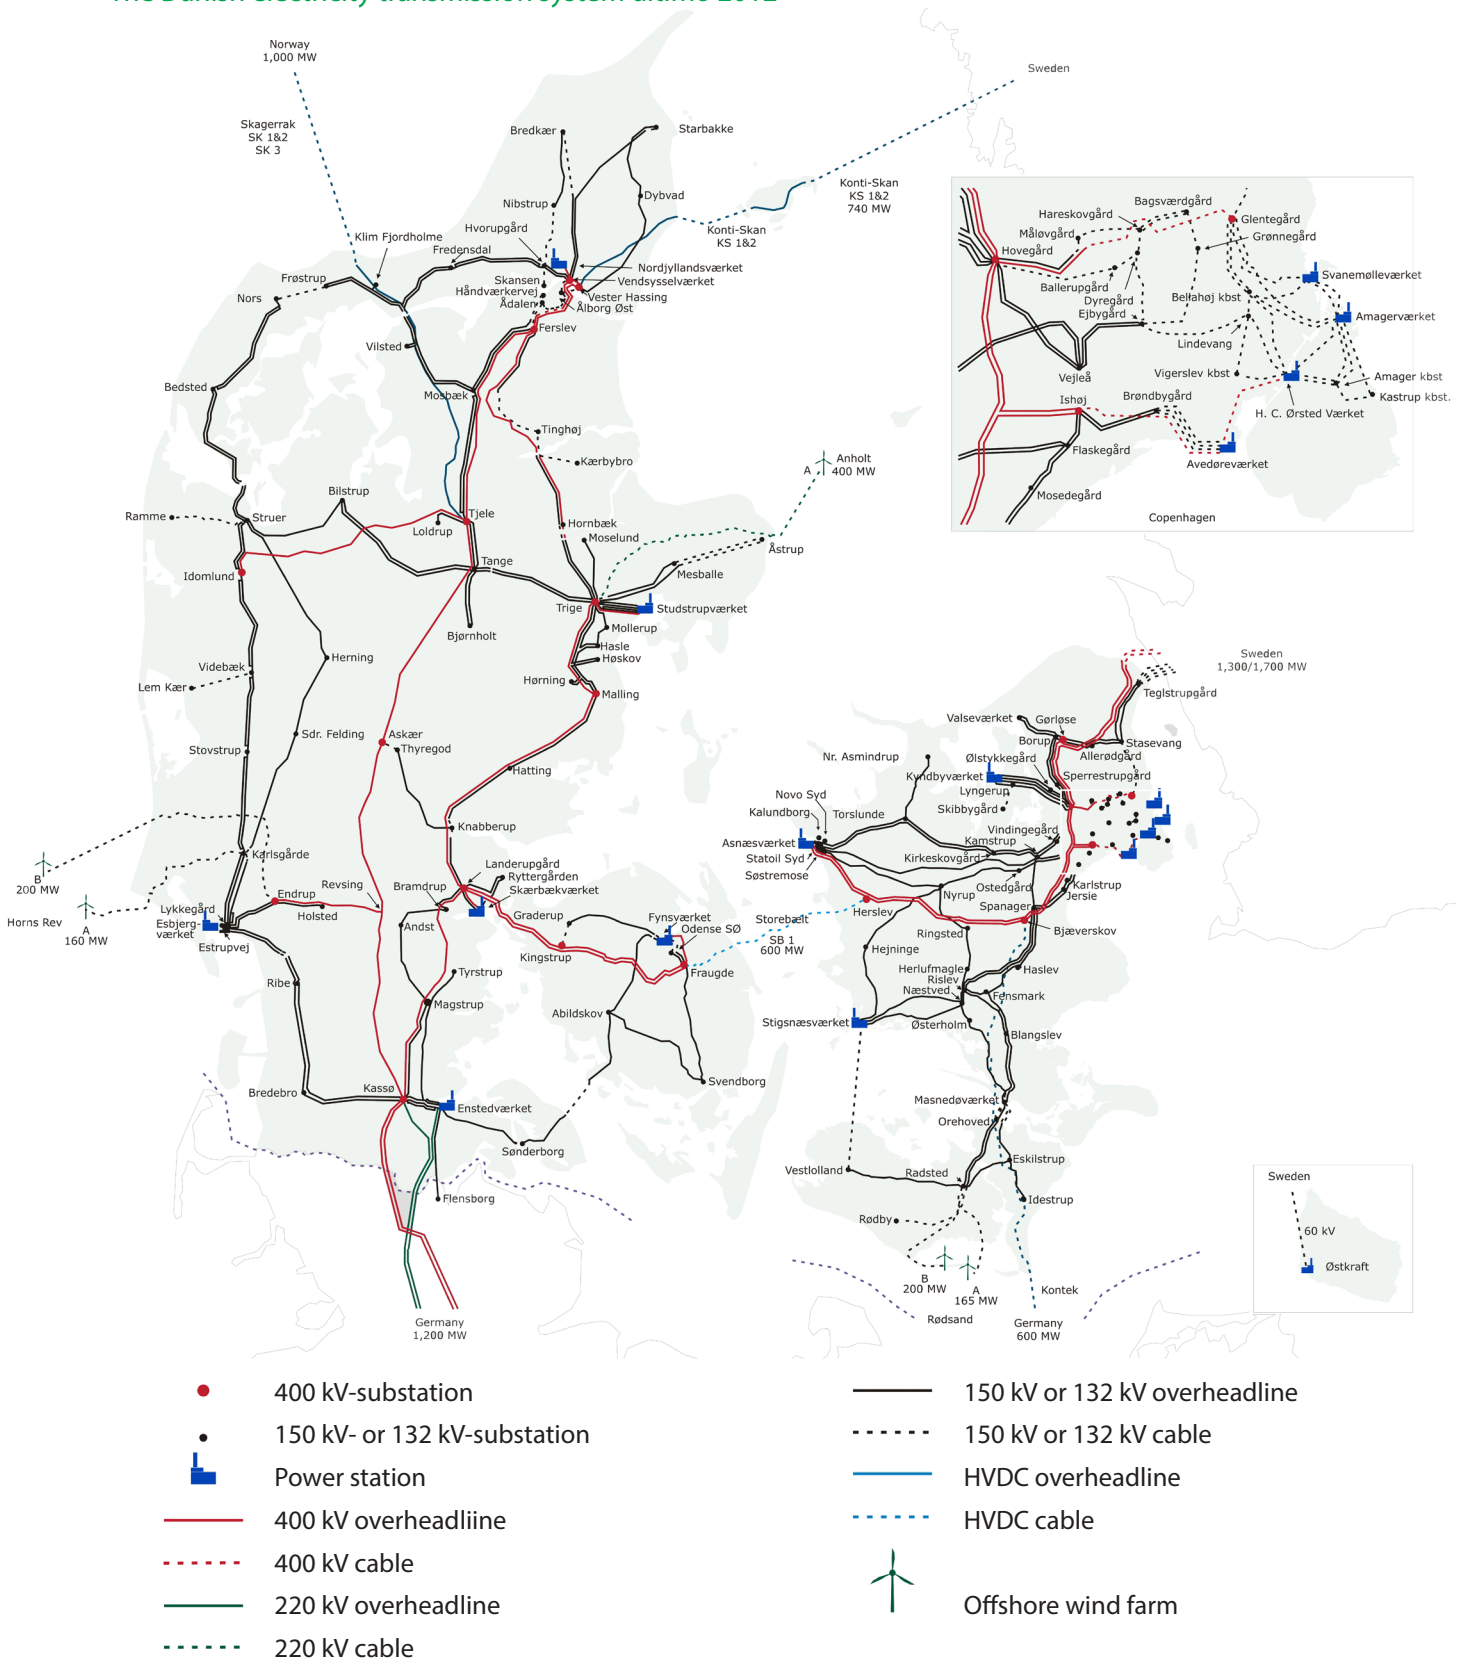 The Danish electricity transmission system ultimo 2012
Norway
1,000 MW
Sweden
Skagerrak
SK 1&2
SK 3
Bredkær
Starbakke
Konti-Skan
KS 1&2
740 MW
Nibstrup
Dybvad
Hvorupgård
Konti-Skan
KS 1&2
Klim Fjordholme
Fredensdal
Nordjyllandsværket
Vendsysselværket
Frøstrup
Skansen
Håndværkervej
Ådalen
Vester Hassing
Ålborg Øst
Nors
Ferslev
Vilsted
Bedsted
Mosbæk
Tinghøj
Kærbybro
A
Anholt
400 MW
Bilstrup
Ramme
Struer
Tjele
Loldrup
Hornbæk
Moselund
Åstrup
Tange
Mesballe
Idomlund
Trige
Studstrupværket
Bjørnholt
Mollerup
Hasle
Høskov
Herning
Videbæk
Lem Kær
Hørning
Malling
Sdr. Felding
Askær
Thyregod
Stovstrup
Hatting
Knabberup
Karlsgårde
B
200 MW
Landerupgård
Ryttergården
Skærbækværket
Revsing
Bramdrup
Endrup
Holsted
Lykkegård
Esbjerg-
værket
Estrupvej
Horns Rev
A
160 MW
Andst
Graderup
Fynsværket
Odense SØ
Kingstrup
Fraugde
Storebælt
SB 1
600 MW
Ribe
Tyrstrup
Magstrup
Abildskov
Svendborg
Bredebro
Kassø
Enstedværket
Sønderborg
Flensborg
Germany
1,200 MW
Hareskovgård
Bagsværdgård
Måløvgård
Glentegård
Grønnegård
Hovegård
Svanemølleværket
Ballerupgård
Dyregård
Ejbygård
Bellahøj kbst
Amagerværket
Lindevang
Vejleå
Vigerslev kbst
Amager kbst
Ishøj
Brøndbygård
Kastrup kbst.
H. C. Ørsted Værket
Flaskegård
Avedøreværket
Mosedegård
Copenhagen
Sweden
1,300/1,700 MW
Teglstrupgård
Valseværket
Gørløse
Borup
Stasevang
Allerødgård
Nr. Asmindrup
Ølstykkegård
Kyndbyværket
Sperrestrupgård
Lyngerup
Novo Syd
Kalundborg
Torslunde
Skibbygård
Vindingegård
Kamstrup
Asnæsværket
Statoil Syd
Søstremose
Kirkeskovgård
Ostedgård
Karlstrup
Jersie
Nyrup
Spanager
Herslev
Ringsted
Bjæverskov
Hejninge
Herlufmagle
Rislev
Næstved
Haslev
Fensmark
Stigsnæsværket
Østerholm
Blangslev
Masnedøværket
Orehoved
Vestlolland
Radsted
Eskilstrup
Idestrup
Rødby
B
200 MW
A
165 MW
Rødsand
Kontek
Germany
600 MW
Sweden
60 kV
Østkraft
400 kV-substation
150 kV- or 132 kV-substation
Power station
400 kV overheadliine
400 kV cable
220 kV overheadline
220 kV cable
150 kV or 132 kV overheadline
150 kV or 132 kV cable
HVDC overheadline
HVDC cable
Offshore wind farm